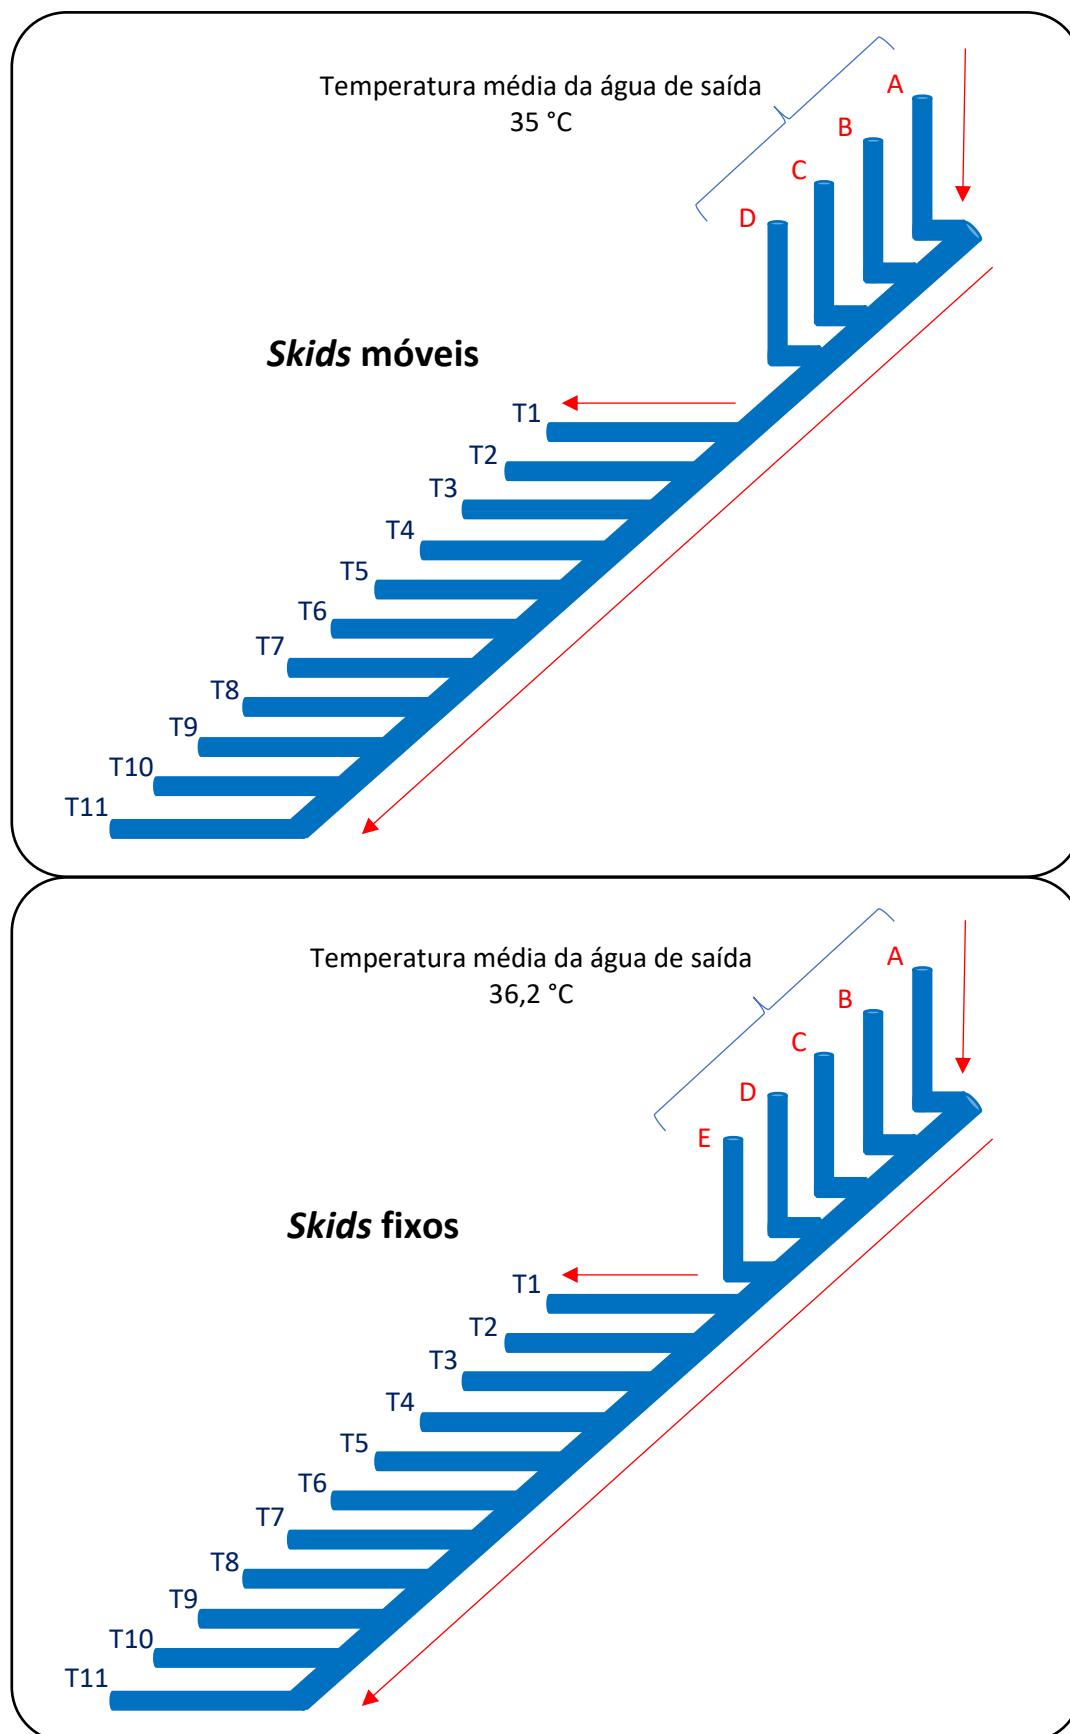 Temperatura média da água de saída
35 °C
A
B
C
D
Skids móveis
T1
T2
T3
T4
T5
T6
T7
T8
T9
T10
T11
Temperatura média da água de saída
36,2 °C
A
B
C
D
E
Skids fixos
T1
T2
T3
T4
T5
T6
T7
T8
T9
T10
T11